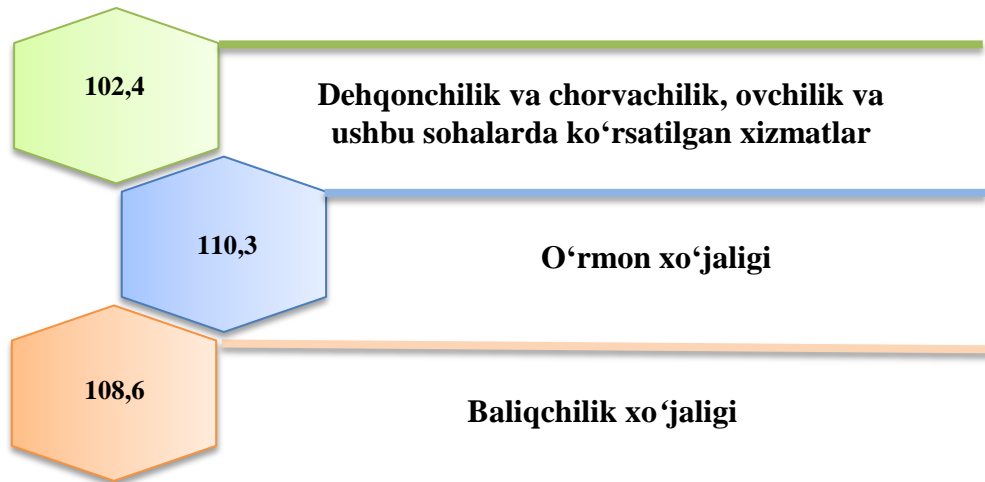 102,4
Dehqonchilik va chorvachilik, ovchilik va
ushbu sohalarda ko‘rsatilgan xizmatlar
110,3
O‘rmon xo‘jaligi
108,6
Baliqchilik xo‘jaligi